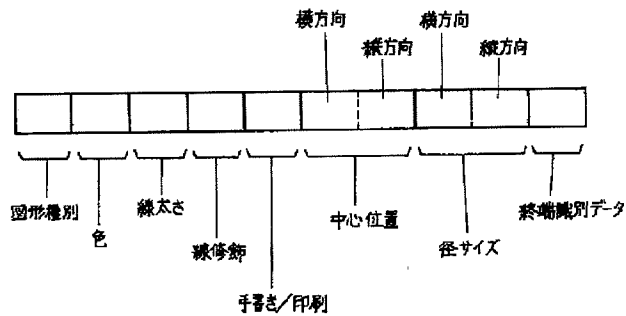 横方向
縦方向
横方向
縦方向
図形種別
色
線太さ
線修飾
手書き/印刷
中心位置
径サイズ
終端識別データ